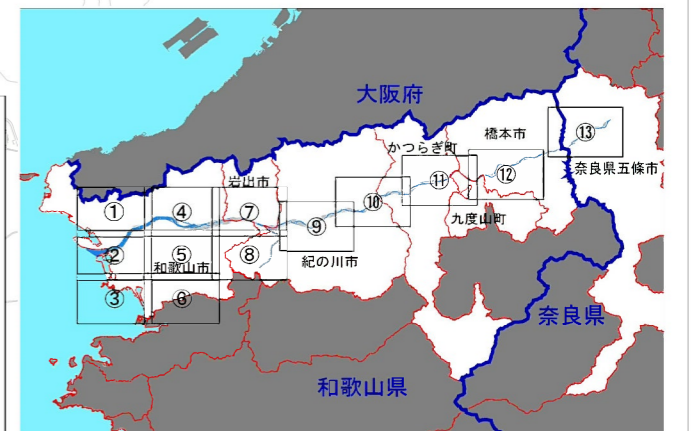 大阪府
橋本市
⑬
かつらぎ町
奈良県五條市
⑫
⑪
岩出市
⑩
九度山町
①
④
⑦
⑨
②
⑤
⑧
紀の川市
和歌山市
③
⑥
奈良県
和歌山県